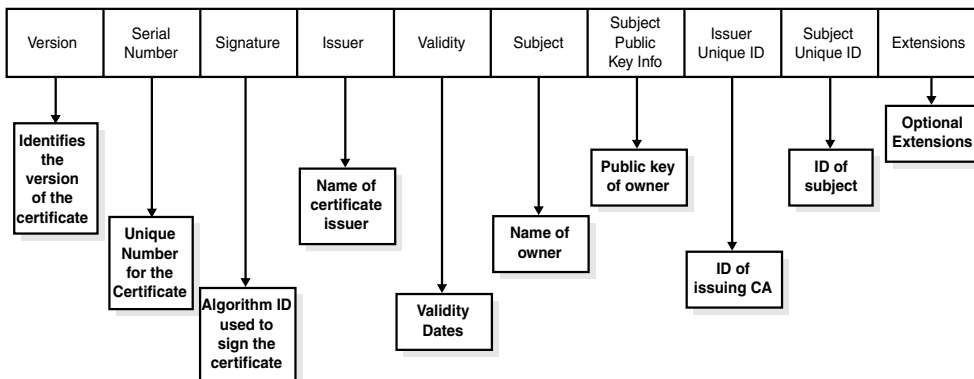 Version
Serial
Number
Signature
Issuer
Validity
Subject
Subject
Public
Key Info
Issuer
Unique ID
Subject
Unique ID
Extensions
Identifies
the
version
of the
certificate
Unique
Number
for the
Certificate
Algorithm ID
used to
sign the
certificate
Name of
certificate
issuer
Validity
Dates
Name of
owner
Public key
of owner
ID of
issuing CA
ID of
subject
Optional
Extensions